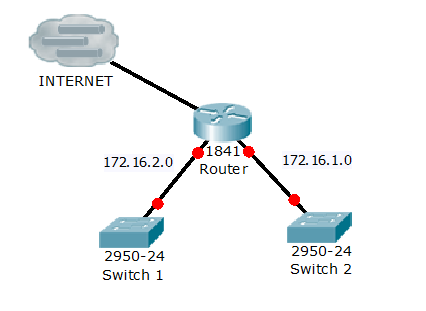 INTERNET
1841
Router
172.16.2.0
172.16.1.0
2950-24
Switch 1
2950-24
Switch 2